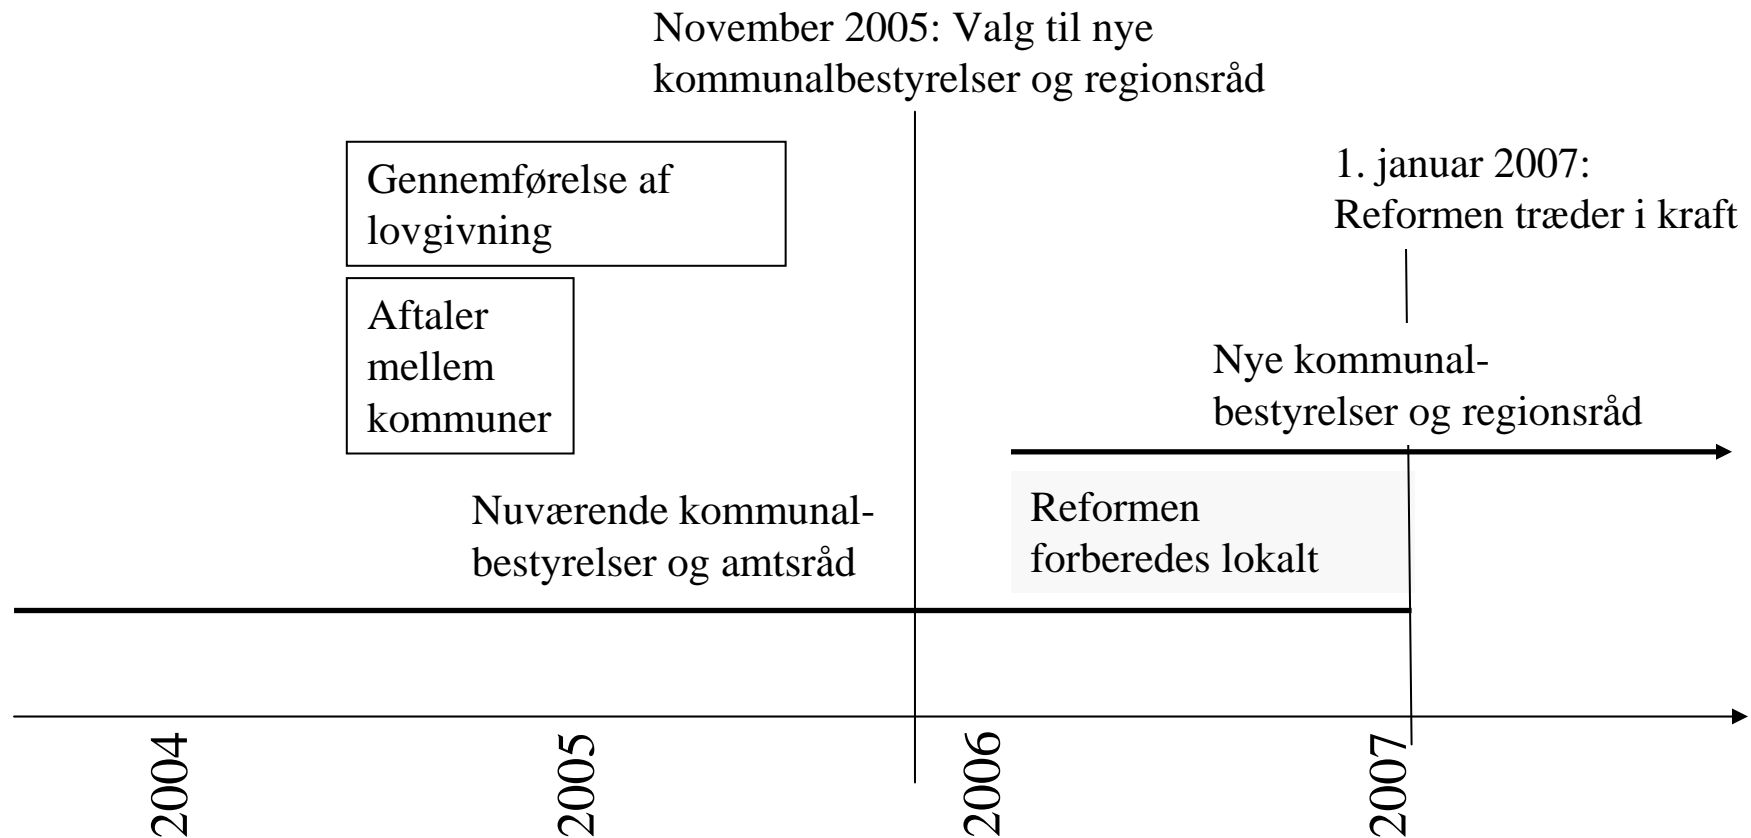 November 2005: Valg til nye
kommunalbestyrelser og regionsråd
Gennemførelse af
lovgivning
1. januar 2007:
Reformen træder i kraft
Aftaler
mellem
kommuner
Nye kommunal-
bestyrelser og regionsråd
Nuværende kommunal-
bestyrelser og amtsråd
Reformen
forberedes lokalt
2004
2005
2006
2007